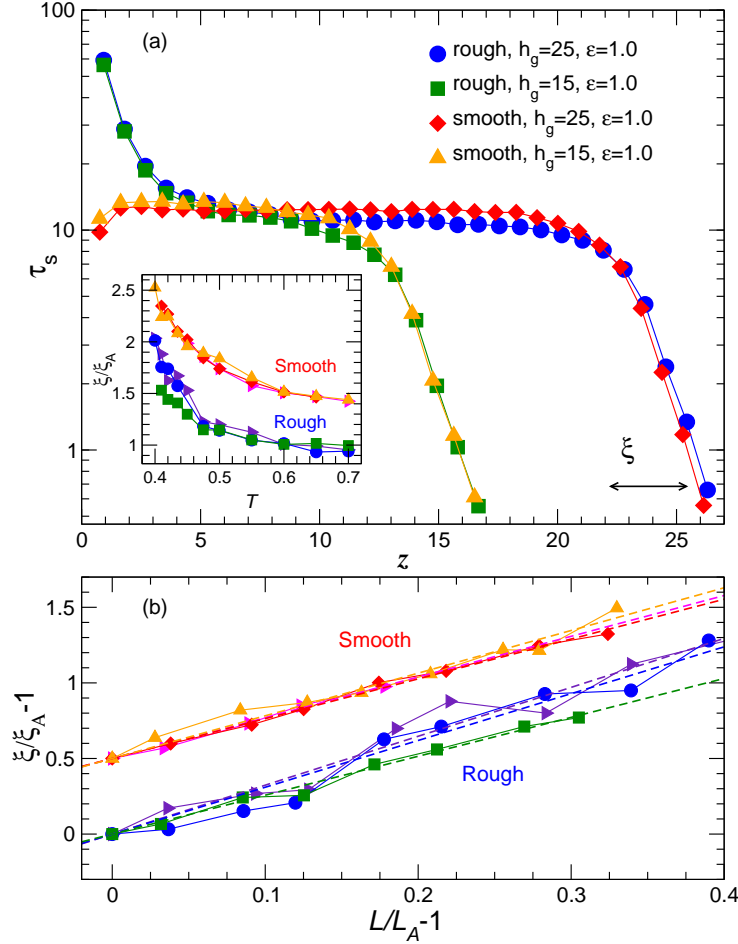 100
(a)
rough, h_g=25, ε=1.0
rough, h_g=15, ε=1.0
smooth, h_g=25, ε=1.0
smooth, h_g=15, ε=1.0
10
τ_s
2.5
2
ξ/ξ_A
Smooth
1.5
Rough
1
0.4 0.5 0.6 0.7
T
1
ξ
0 5 10 15 20 25
z
(b)
1.5
Smooth
ξ/ξ_A-1
1
0.5
Rough
0
0 0.1 0.2 0.3 0.4
L/L_A-1